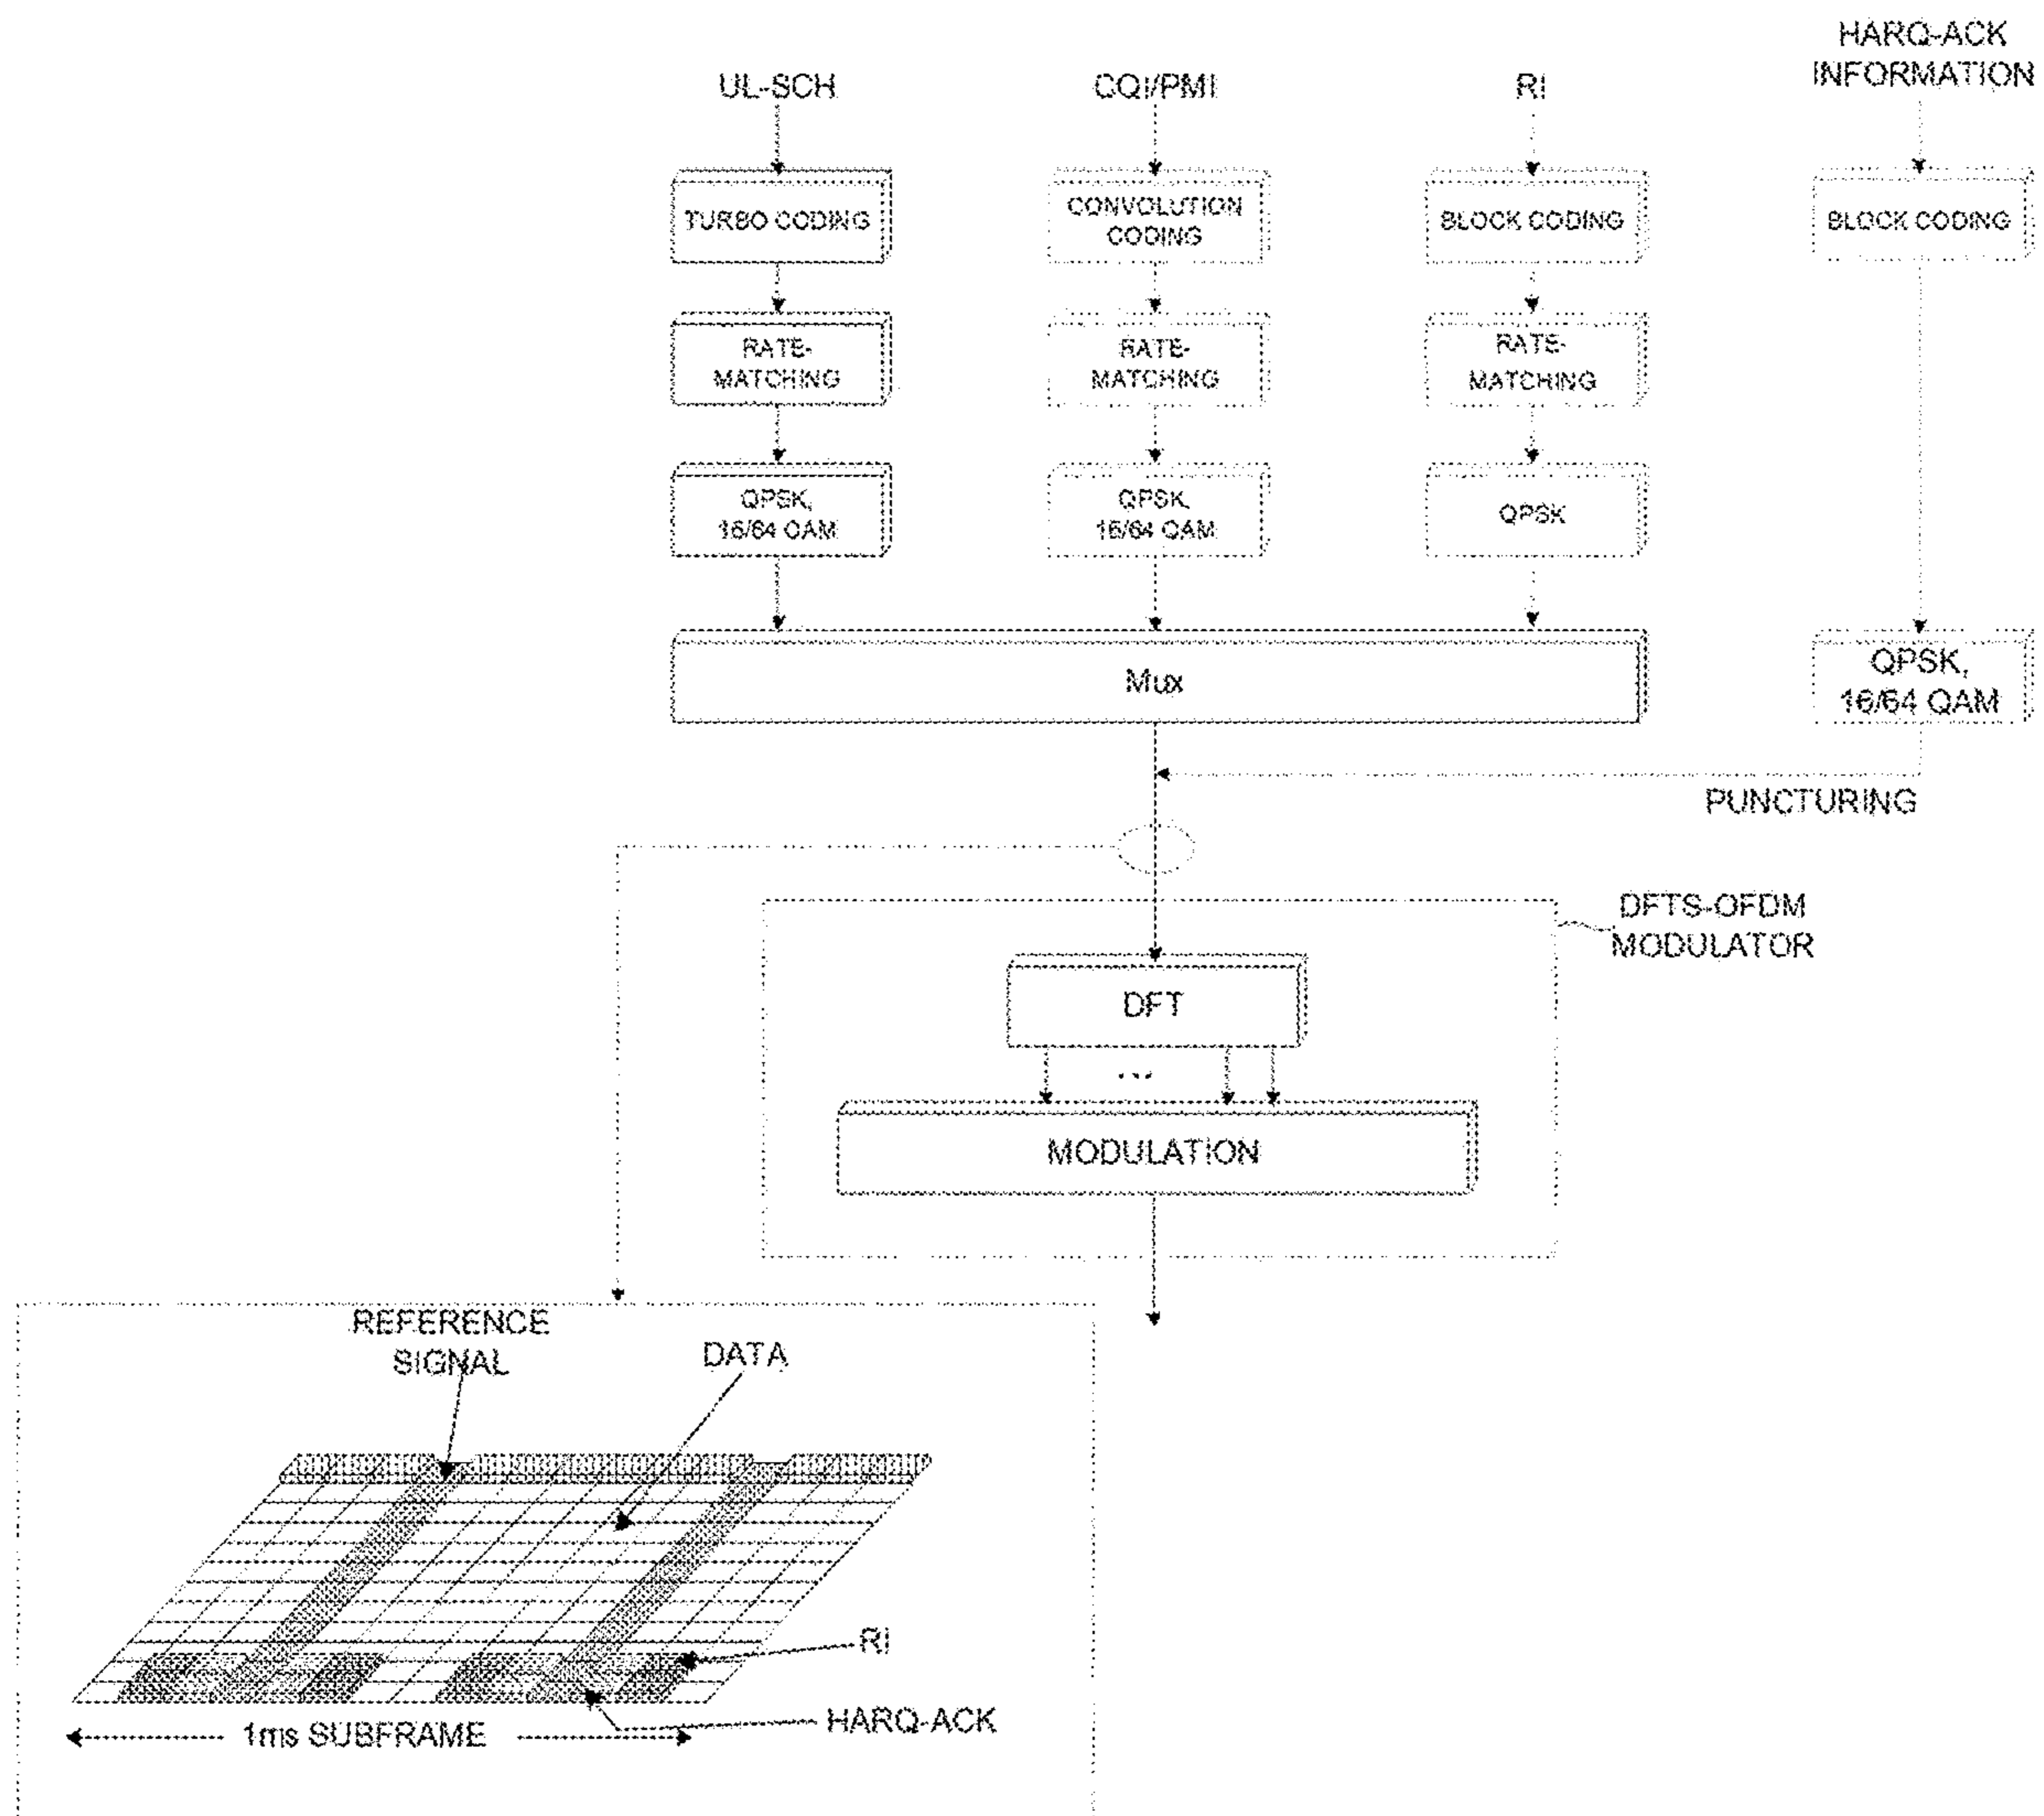 HARQ-ACK
INFORMATION
UL-SCH
CQI/PMI
RI
TURBO CODING
CONVOLUTION
CODING
BLOCK CODING
BLOCK CODING
RATE-
MATCHING
RATE-
MATCHING
RATE-
MATCHING
QPSK,
16/64 QAM
QPSK,
16/64 QAM
QPSK
Mux
QPSK,
16/64 QAM
PUNCTURING
DFTS-OFDM
MODULATOR
DFT
...
MODULATION
REFERENCE
SIGNAL
DATA
RI
HARQ-ACK
1ms SUBFRAME